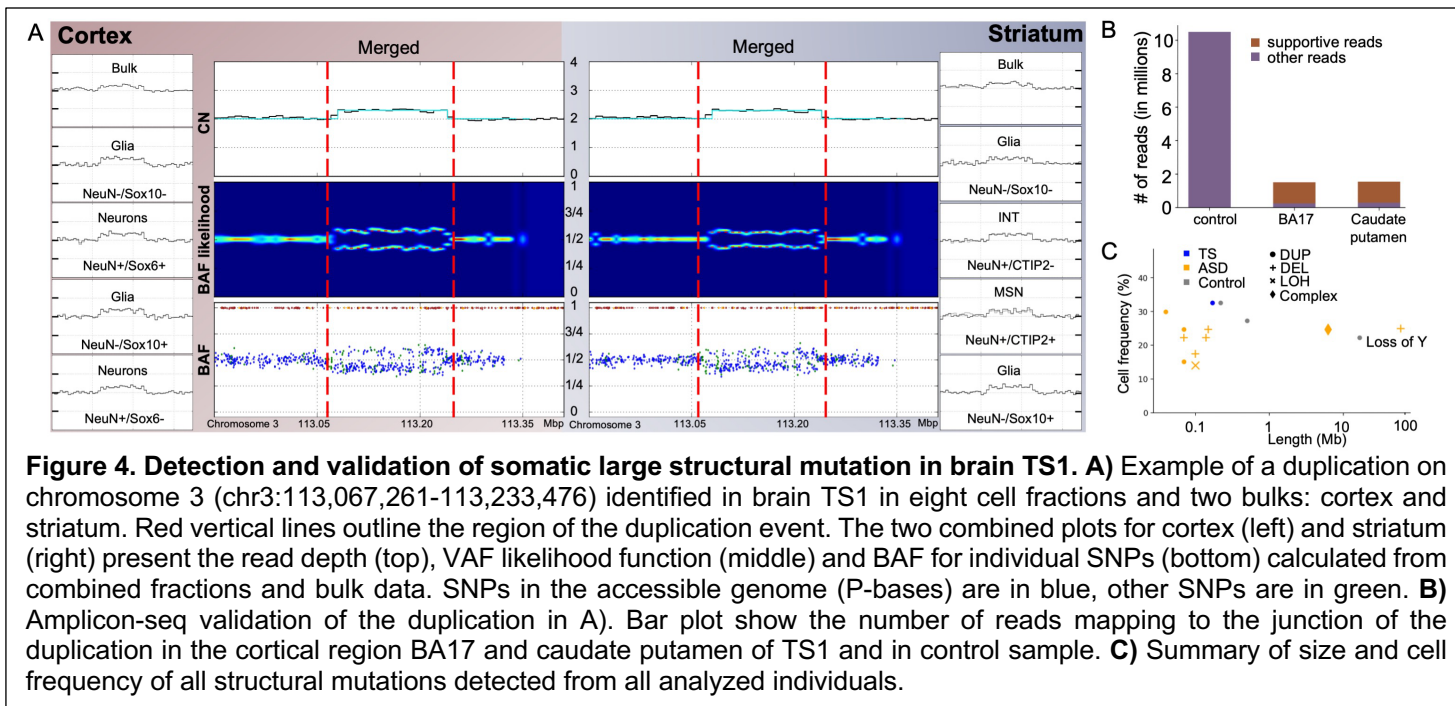 A
Cortex
Merged
Merged
Striatum
Bulk
Glia
NeuN-/Sox10-
Neurons
NeuN+/Sox6+
Glia
NeuN-/Sox10+
Neurons
NeuN+/Sox6-
CN
BAF likelihood
BAF
4
3
2
1
0
1
3/4
1/2
1/4
0
1
3/4
1/2
1/4
0
Chromosome 3 113.05 113.20 113.35 Mbp
Chromosome 3 113.05 113.20 113.35 Mbp
Bulk
Glia
NeuN-/Sox10-
INT
NeuN+/CTIP2-
MSN
NeuN+/CTIP2+
Glia
NeuN-/Sox10+
B
# of reads (in millions)
10
8
6
4
2
0
supportive reads
other reads
control BA17 Caudate
putamen
C
TS
ASD
Control
DUP
DEL
LOH
Complex
Cell frequency (%)
40
30
20
10
0
Loss of Y
0.1 1 10 100
Length (Mb)
Figure 4. Detection and validation of somatic large structural mutation in brain TS1. A) Example of a duplication on
chromosome 3 (chr3:113,067,261-113,233,476) identified in brain TS1 in eight cell fractions and two bulks: cortex and
striatum. Red vertical lines outline the region of the duplication event. The two combined plots for cortex (left) and striatum
(right) present the read depth (top), VAF likelihood function (middle) and BAF for individual SNPs (bottom) calculated from
combined fractions and bulk data. SNPs in the accessible genome (P-bases) are in blue, other SNPs are in green. B)
Amplicon-seq validation of the duplication in A). Bar plot show the number of reads mapping to the junction of the
duplication in the cortical region BA17 and caudate putamen of TS1 and in control sample. C) Summary of size and cell
frequency of all structural mutations detected from all analyzed individuals.